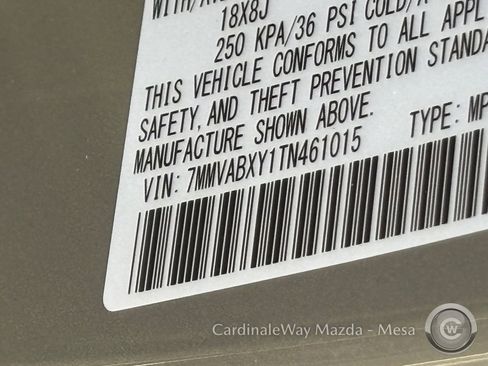 18X8J
250 KPA/36 PSI COLD/
THIS VEHICLE CONFORMS TO ALL APPL
SAFETY, AND THEFT PREVENTION STANDA
MANUFACTURE SHOWN ABOVE.
VIN: 7MMVABXY1TN461015 TYPE: MP
CardinaleWay Mazda - Mesa